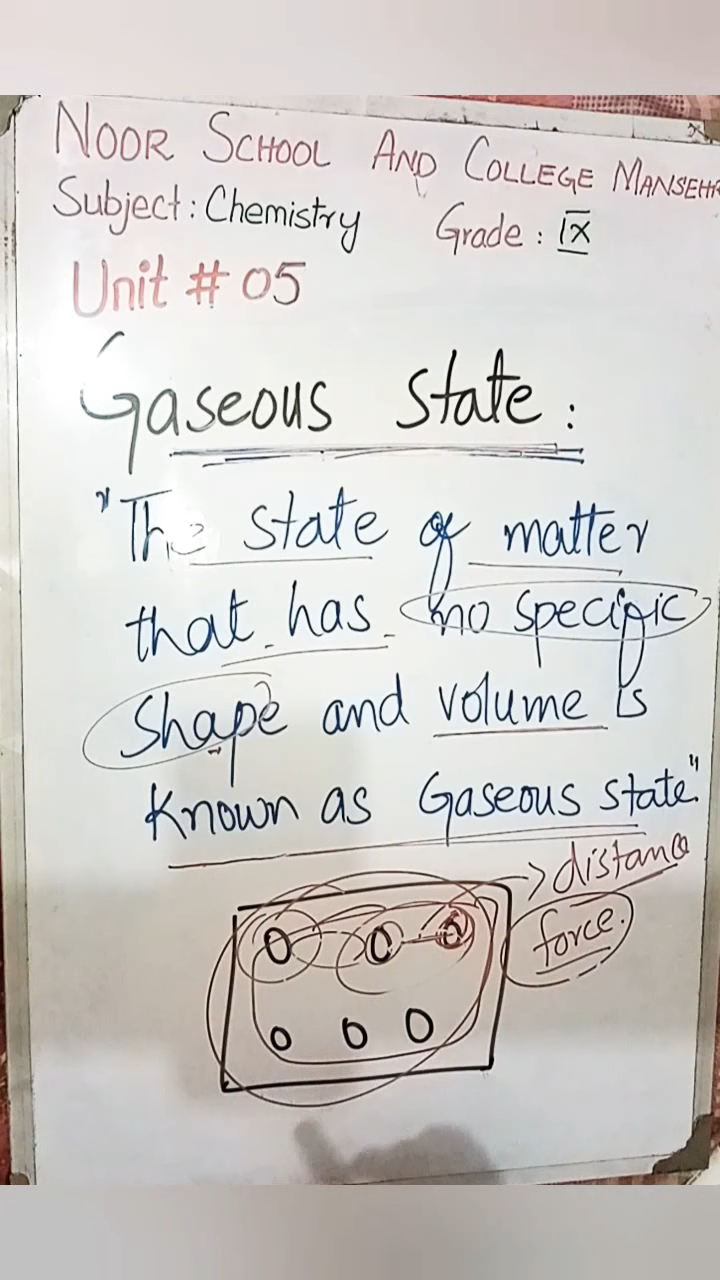 NOOR SCHOOL AND COLLEGE MANSEHR
Subject: Chemistry Grade: IX
Unit # 05
Gaseous state:
"The state of matter
that has no specific
shape and volume is
known as Gaseous state"
→ distance
force.